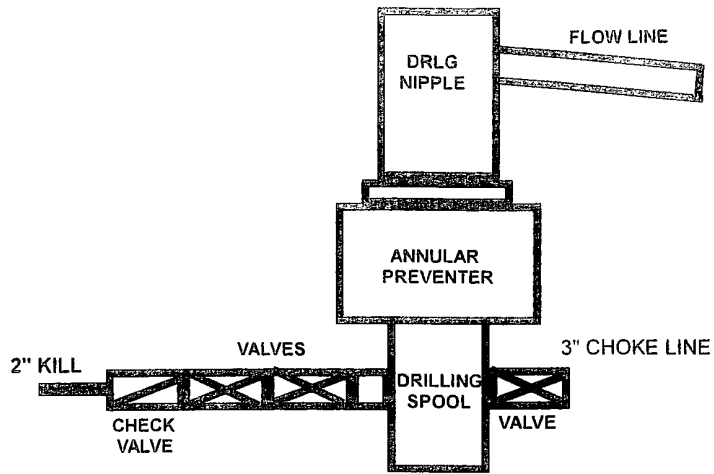 FLOW LINE
DRLG
NIPPLE
ANNULAR
PREVENTER
VALVES
3" CHOKE LINE
2" KILL
DRILLING
SPOOL
CHECK
VALVE
VALVE